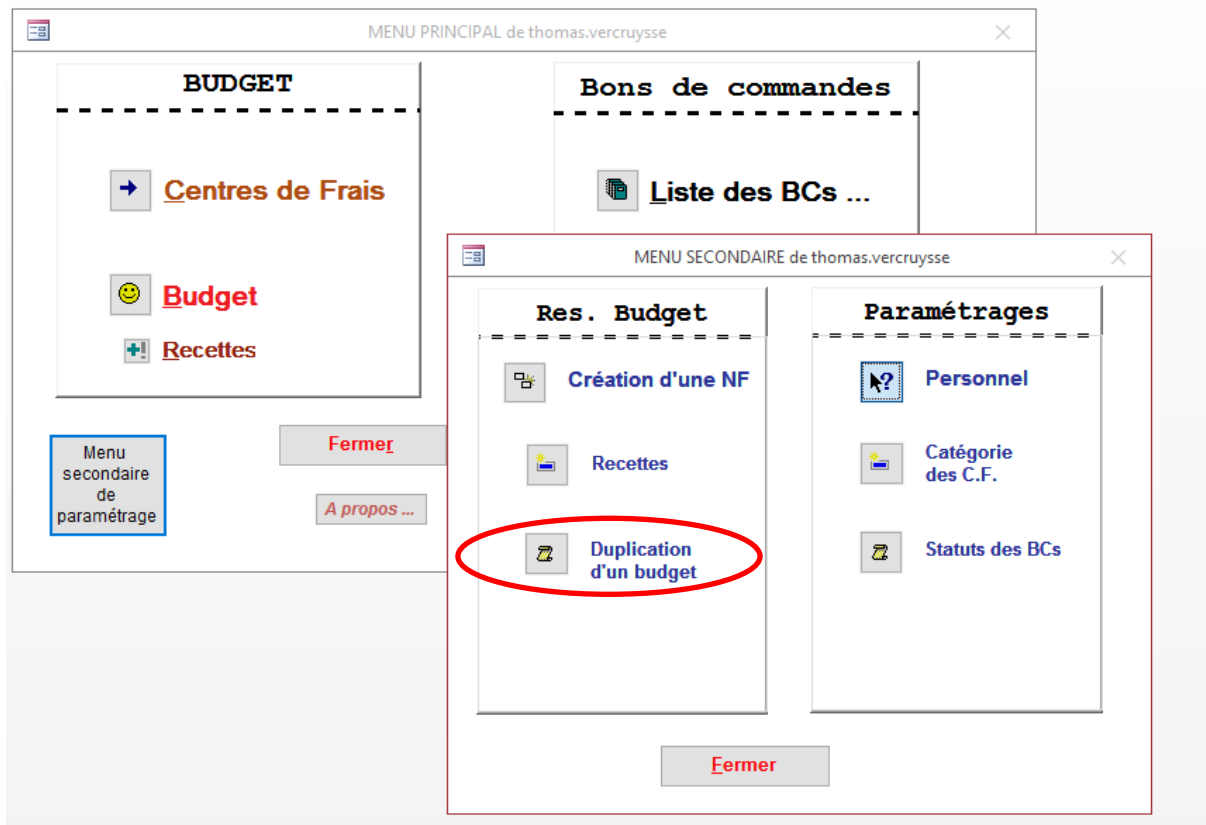 MENU PRINCIPAL de thomas.vercruysse
BUDGET
Centres de Frais
Budget
Recettes
Bons de commandes
Liste des BCs ...
Menu
secondaire
de
paramétrage
Fermer
A propos ...
MENU SECONDAIRE de thomas.vercruysse
Res. Budget
Création d'une NF
Recettes
Duplication
d'un budget
Paramétrages
Personnel
Catégorie
des C.F.
Statuts des BCs
Fermer